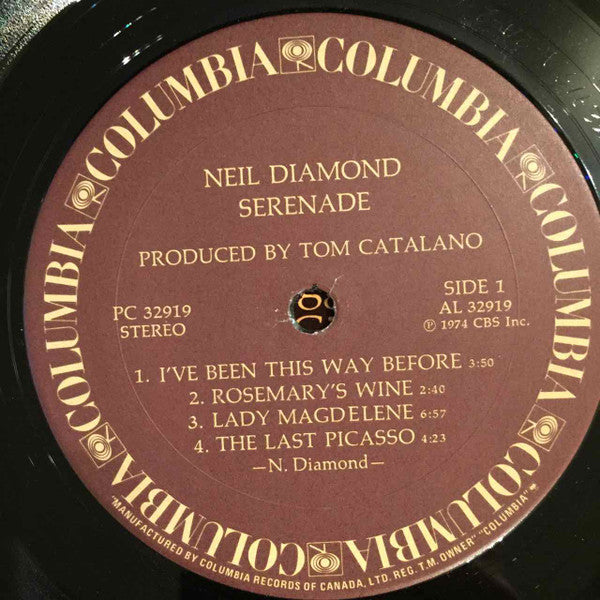 COLUMBIA COLUMBIA COLUMBIA COLUMBIA COLUMBIA COLUMBIA COLUMBIA COLUMBIA
NEIL DIAMOND
SERENADE
PRODUCED BY TOM CATALANO
PC 32919
STEREO
SIDE 1
AL 32919
Ⓟ 1974 CBS Inc.
1. I'VE BEEN THIS WAY BEFORE 3:50
2. ROSEMARY'S WINE 2:40
3. LADY MAGDELENE 6:57
4. THE LAST PICASSO 4:23
—N. Diamond—
"MANUFACTURED BY COLUMBIA RECORDS OF CANADA, LTD. REG. T.M. OWNER" "COLUMBIA"